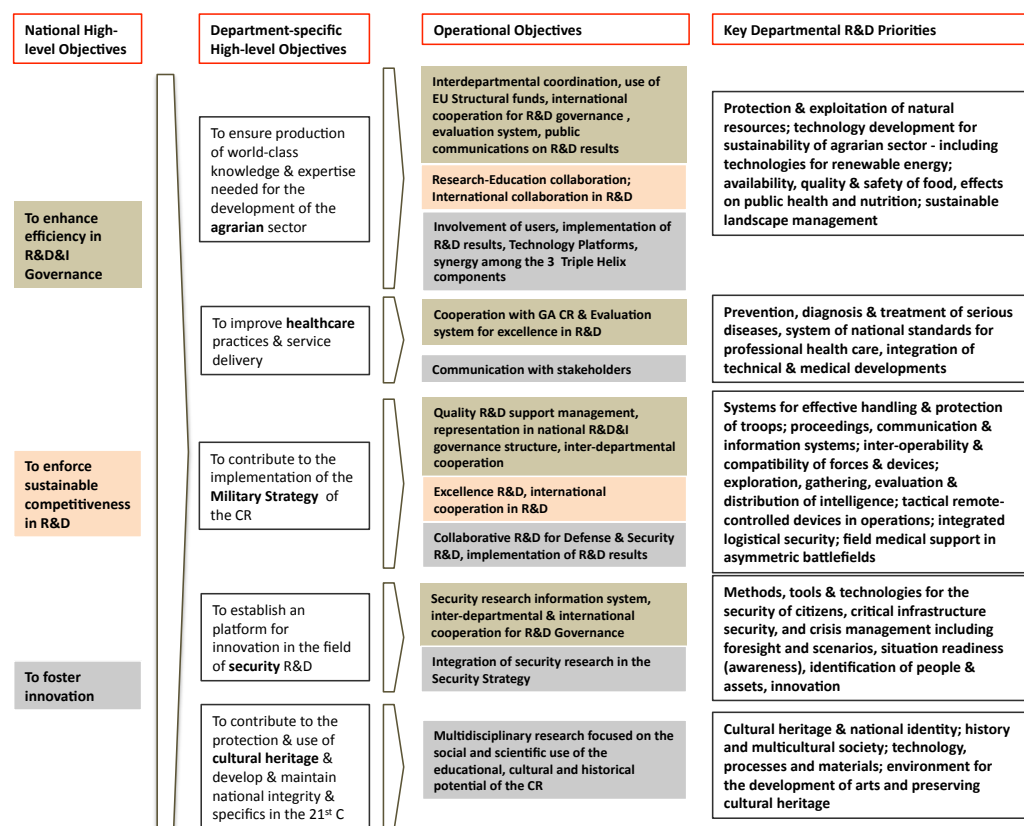 National High-
level Objectives
Department-specific
High-level Objectives
Operational Objectives
Key Departmental R&D Priorities
To enhance
efficiency in
R&D&I
Governance
To enforce
sustainable
competitiveness
in R&D
To foster
innovation
To ensure production
of world-class
knowledge & expertise
needed for the
development of the
agrarian sector
Interdepartmental coordination, use of
EU Structural funds, international
cooperation for R&D governance ,
evaluation system, public
communications on R&D results
Research-Education collaboration;
International collaboration in R&D
Involvement of users, implementation of
R&D results, Technology Platforms,
synergy among the 3 Triple Helix
components
Protection & exploitation of natural
resources; technology development for
sustainability of agrarian sector - including
technologies for renewable energy;
availability, quality & safety of food, effects
on public health and nutrition; sustainable
landscape management
To improve healthcare
practices & service
delivery
Cooperation with GA CR & Evaluation
system for excellence in R&D
Communication with stakeholders
Prevention, diagnosis & treatment of serious
diseases, system of national standards for
professional health care, integration of
technical & medical developments
To contribute to the
implementation of the
Military Strategy of
the CR
Quality R&D support management,
representation in national R&D&I
governance structure, inter-departmental
cooperation
Excellence R&D, international
cooperation in R&D
Collaborative R&D for Defense & Security
R&D, implementation of R&D results
Systems for effective handling & protection
of troops; proceedings, communication &
information systems; inter-operability &
compatibility of forces & devices;
exploration, gathering, evaluation &
distribution of intelligence; tactical remote-
controlled devices in operations; integrated
logistical security; field medical support in
asymmetric battlefields
To establish an
platform for
innovation in the field
of security R&D
Security research information system,
inter-departmental & international
cooperation for R&D Governance
Integration of security research in the
Security Strategy
Methods, tools & technologies for the
security of citizens, critical infrastructure
security, and crisis management including
foresight and scenarios, situation readiness
(awareness), identification of people &
assets, innovation
To contribute to the
protection & use of
cultural heritage &
develop & maintain
national integrity &
specifics in the 21st C
Multidisciplinary research focused on the
social and scientific use of the
educational, cultural and historical
potential of the CR
Cultural heritage & national identity; history
and multicultural society; technology,
processes and materials; environment for
the development of arts and preserving
cultural heritage